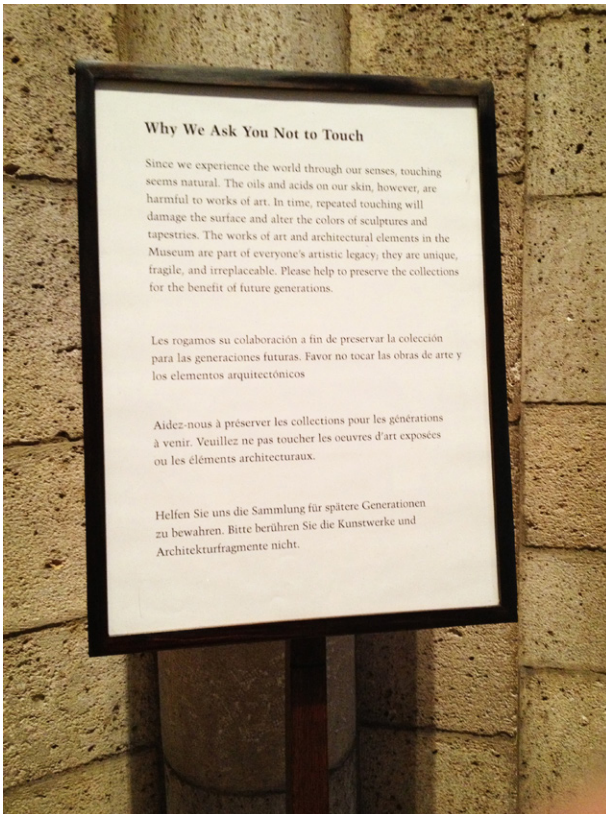 Why We Ask You Not to Touch
Since we experience the world through our senses, touching
seems natural. The oils and acids on our skin, however, are
harmful to works of art. In time, repeated touching will
damage the surface and alter the colors of sculptures and
tapestries. The works of art and architectural elements in the
Museum are part of everyone's artistic legacy; they are unique,
fragile, and irreplaceable. Please help to preserve the collections
for the benefit of future generations.
Les rogamos su colaboración a fin de preservar la colección
para las generaciones futuras. Favor no tocar las obras de arte y
los elementos arquitectónicos
Aidez-nous à préserver les collections pour les générations
à venir. Veuillez ne pas toucher les oeuvres d'art exposées
ou les éléments architecturaux.
Helfen Sie uns die Sammlung für spätere Generationen
zu bewahren. Bitte berühren Sie die Kunstwerke und
Architekturfragmente nicht.